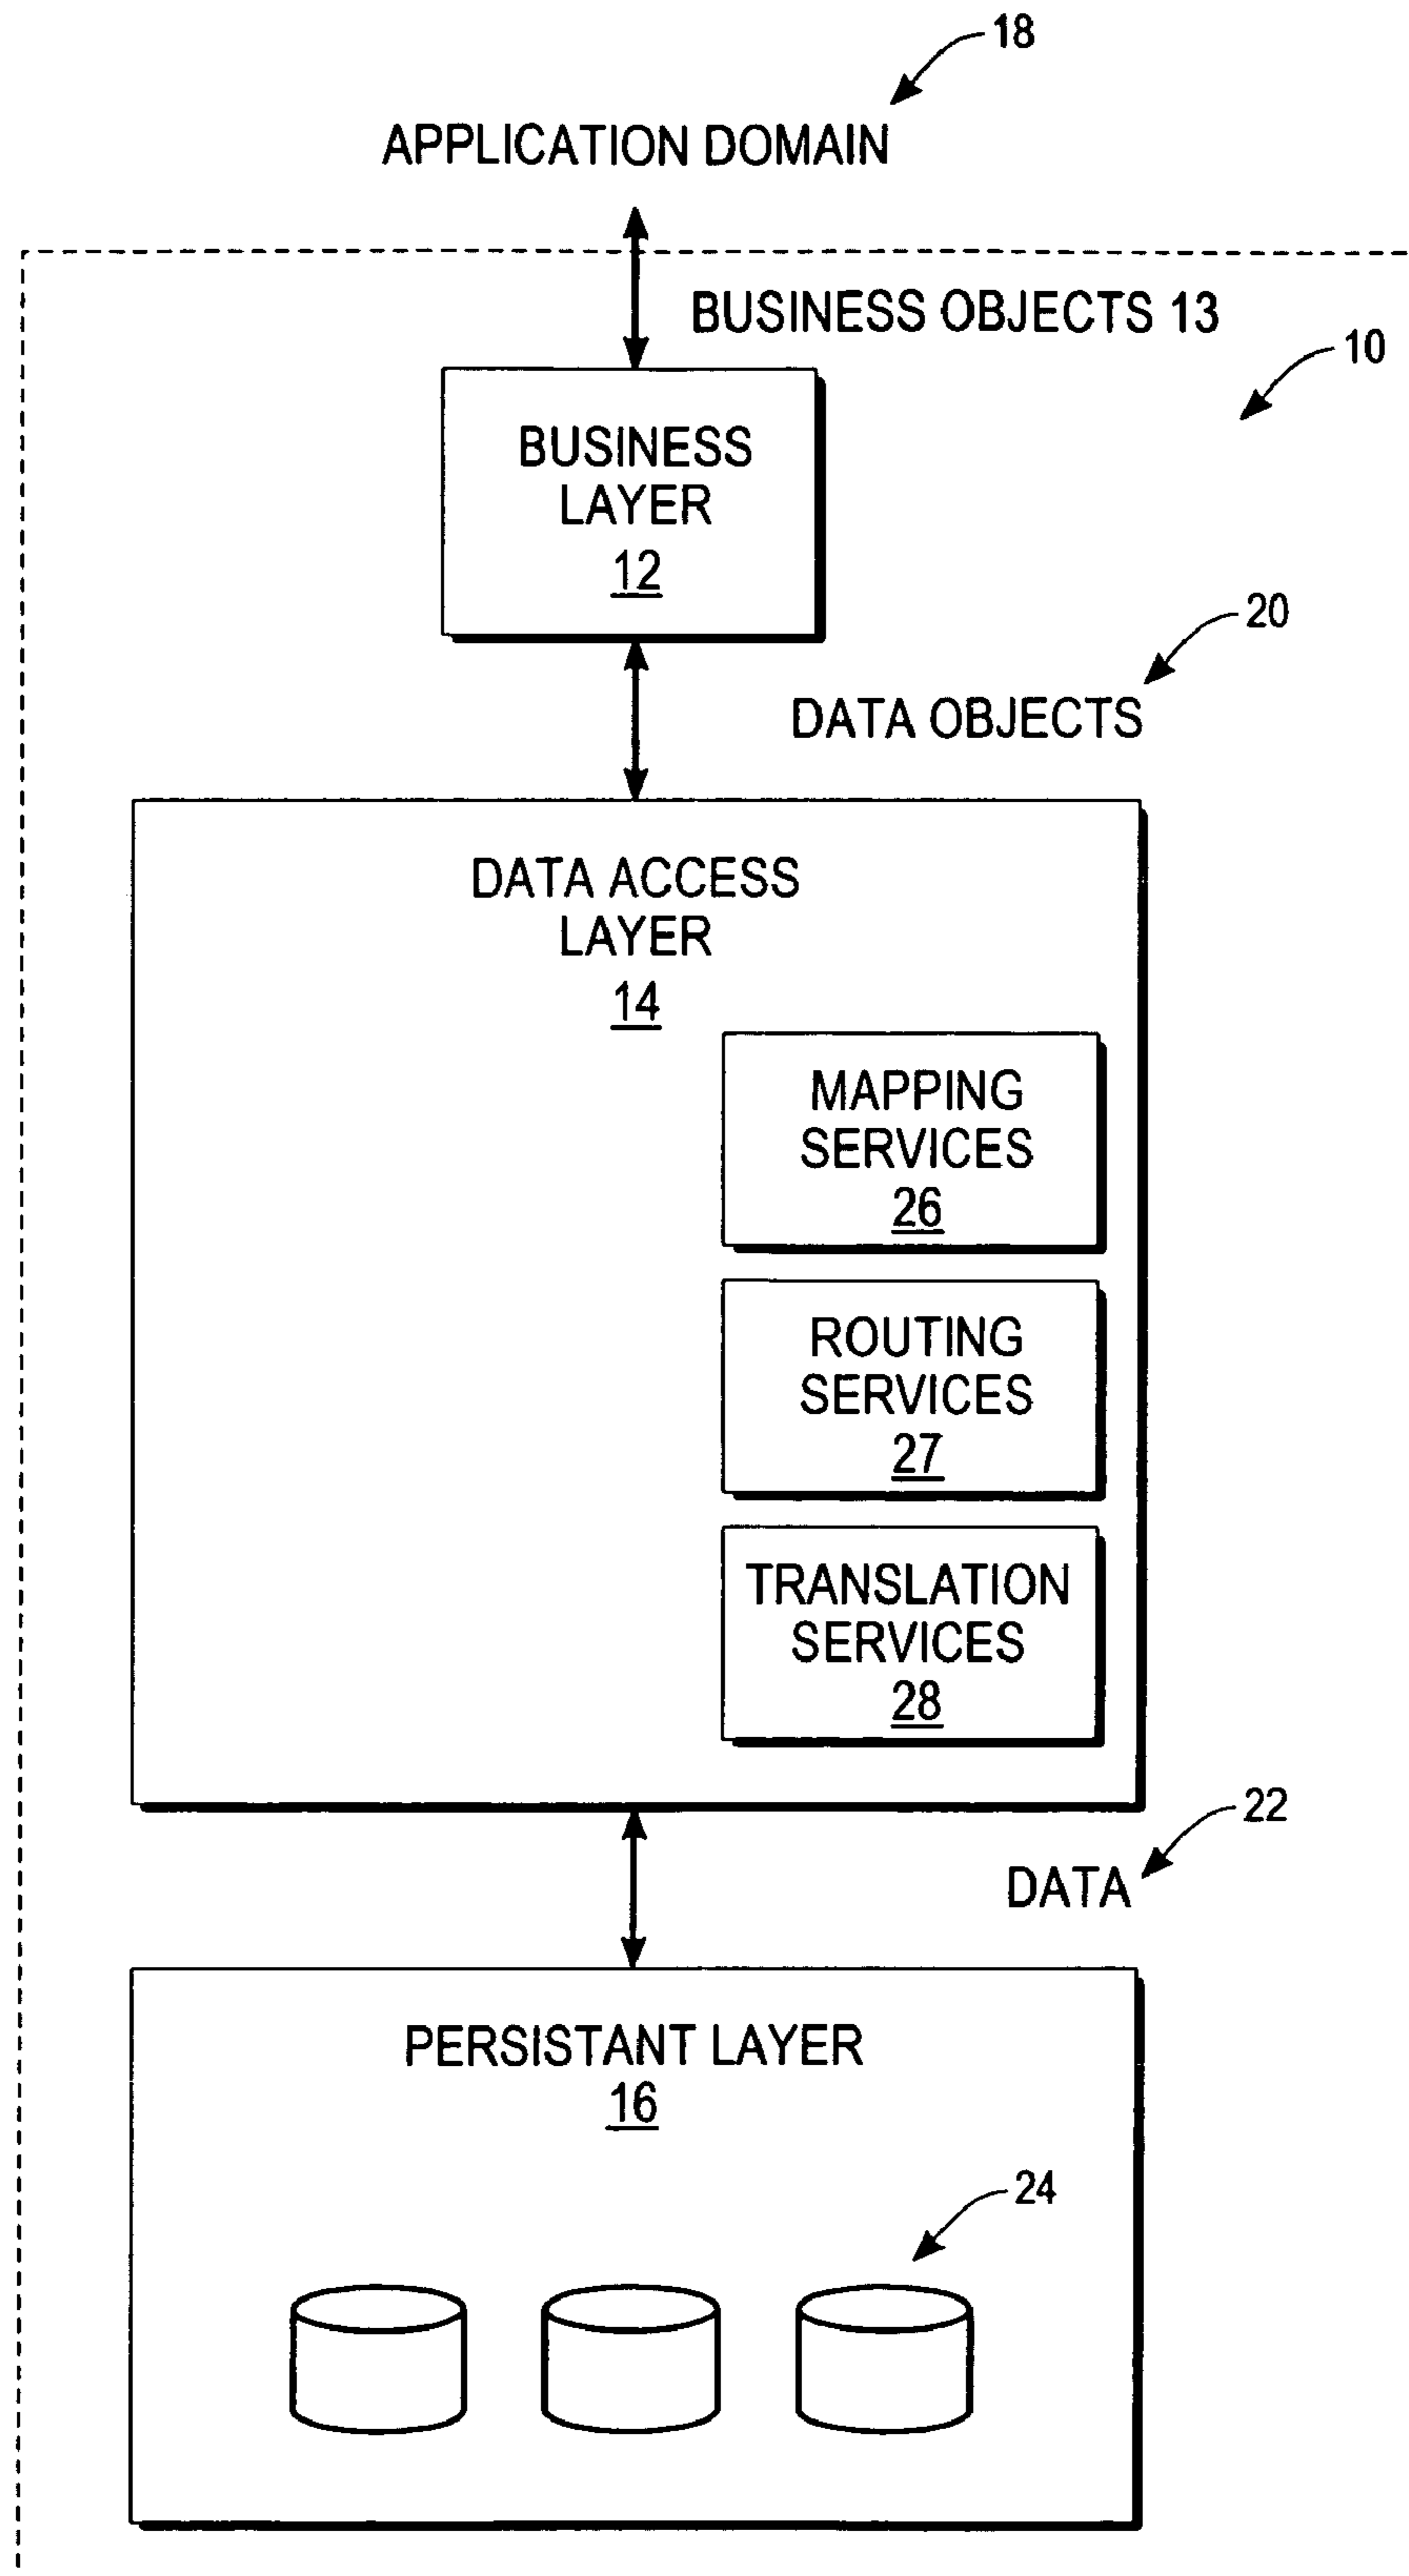 18
APPLICATION DOMAIN
BUSINESS OBJECTS 13
10
BUSINESS
LAYER
12
20
DATA OBJECTS
DATA ACCESS
LAYER
14
MAPPING
SERVICES
26
ROUTING
SERVICES
27
TRANSLATION
SERVICES
28
22
DATA
PERSISTANT LAYER
16
24